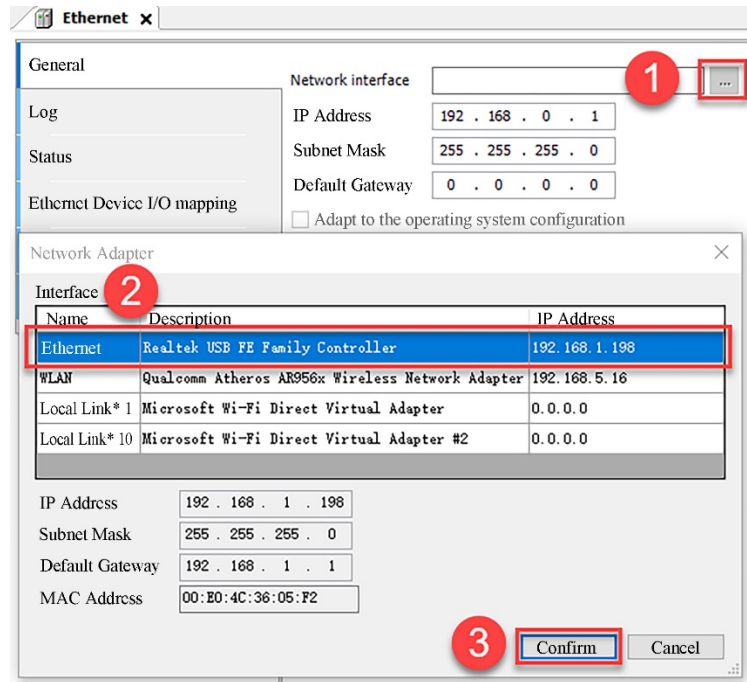 Ethernet x
General
Network interface 1 ...
Log
IP Address 192 . 168 . 0 . 1
Status
Subnet Mask 255 . 255 . 255 . 0
Default Gateway 0 . 0 . 0 . 0
Ethernet Device I/O mapping
Adapt to the operating system configuration
Network Adapter
Interface 2
Name Description IP Address
Ethernet Realtek USB FE Family Controller 192.168.1.198
WLAN Qualcomm Atheros AR956x Wireless Network Adapter 192.168.5.16
Local Link* 1 Microsoft Wi-Fi Direct Virtual Adapter 0.0.0.0
Local Link* 10 Microsoft Wi-Fi Direct Virtual Adapter #2 0.0.0.0
IP Address 192 . 168 . 1 . 198
Subnet Mask 255 . 255 . 255 . 0
Default Gateway 192 . 168 . 1 . 1
MAC Address 00:E0:4C:36:05:F2
3 Confirm Cancel